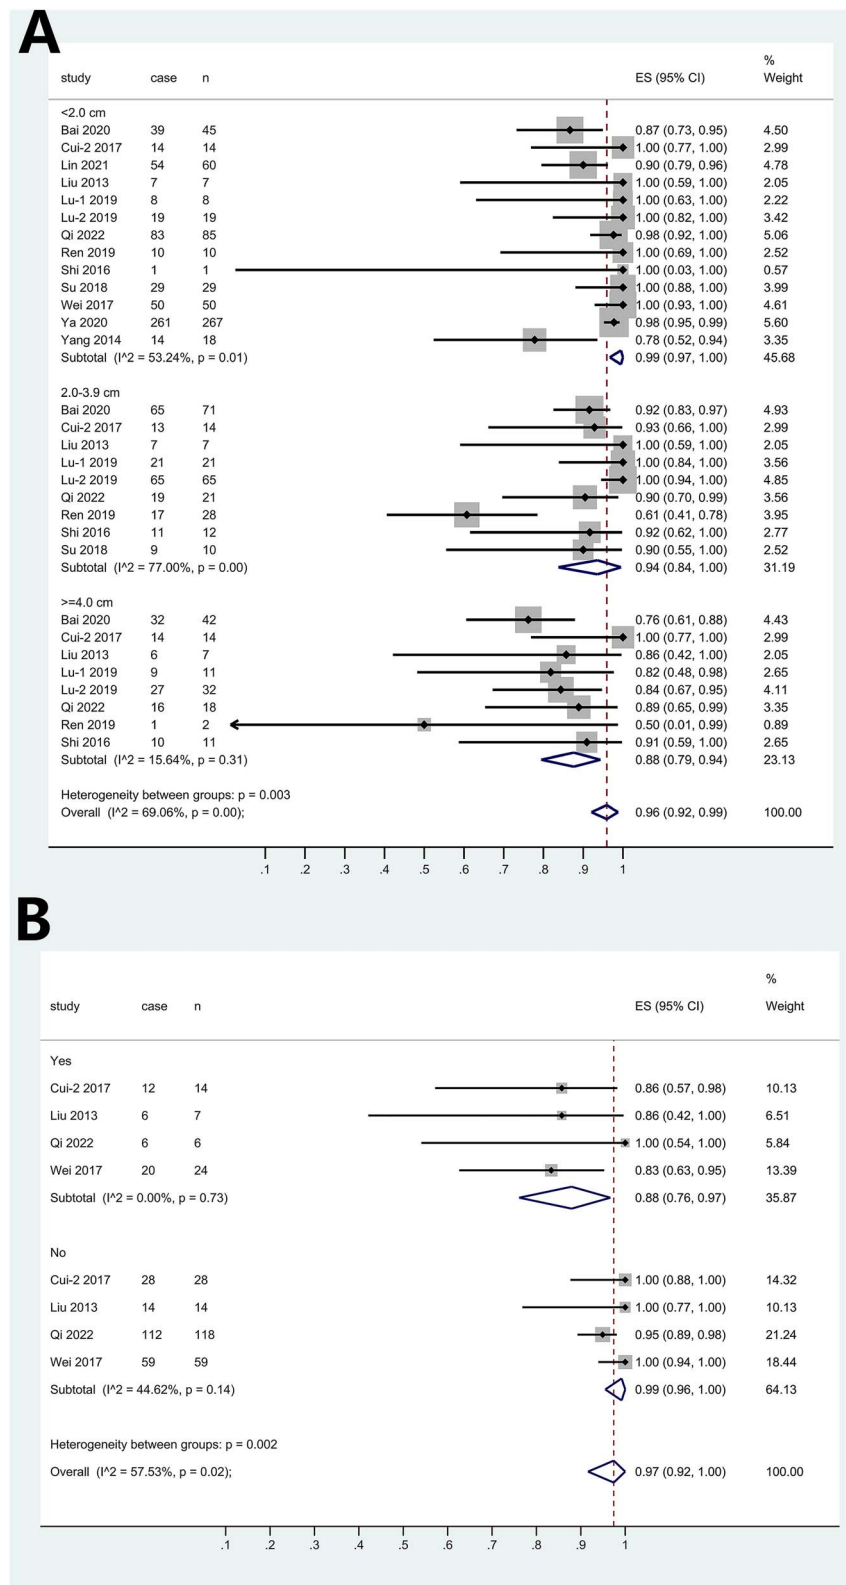 A
%
study case n ES (95% CI) Weight
<2.0 cm
Bai 2020 39 45 0.87 (0.73, 0.95) 4.50
Cui-2 2017 14 14 1.00 (0.77, 1.00) 2.99
Lin 2021 54 60 0.90 (0.79, 0.96) 4.78
Liu 2013 7 7 1.00 (0.59, 1.00) 2.05
Lu-1 2019 8 8 1.00 (0.63, 1.00) 2.22
Lu-2 2019 19 19 1.00 (0.82, 1.00) 3.42
Qi 2022 83 85 0.98 (0.92, 1.00) 5.06
Ren 2019 10 10 1.00 (0.69, 1.00) 2.52
Shi 2016 1 1 1.00 (0.03, 1.00) 0.57
Su 2018 29 29 1.00 (0.88, 1.00) 3.99
Wei 2017 50 50 1.00 (0.93, 1.00) 4.61
Ya 2020 261 267 0.98 (0.95, 0.99) 5.60
Yang 2014 14 18 0.78 (0.52, 0.94) 3.35
Subtotal (I^2 = 53.24%, p = 0.01) 0.99 (0.97, 1.00) 45.68
2.0-3.9 cm
Bai 2020 65 71 0.92 (0.83, 0.97) 4.93
Cui-2 2017 13 14 0.93 (0.66, 1.00) 2.99
Liu 2013 7 7 1.00 (0.59, 1.00) 2.05
Lu-1 2019 21 21 1.00 (0.84, 1.00) 3.56
Lu-2 2019 65 65 1.00 (0.94, 1.00) 4.85
Qi 2022 19 21 0.90 (0.70, 0.99) 3.56
Ren 2019 17 28 0.61 (0.41, 0.78) 3.95
Shi 2016 11 12 0.92 (0.62, 1.00) 2.77
Su 2018 9 10 0.90 (0.55, 1.00) 2.52
Subtotal (I^2 = 77.00%, p = 0.00) 0.94 (0.84, 1.00) 31.19
>=4.0 cm
Bai 2020 32 42 0.76 (0.61, 0.88) 4.43
Cui-2 2017 14 14 1.00 (0.77, 1.00) 2.99
Liu 2013 6 7 0.86 (0.42, 1.00) 2.05
Lu-1 2019 9 11 0.82 (0.48, 0.98) 2.65
Lu-2 2019 27 32 0.84 (0.67, 0.95) 4.11
Qi 2022 16 18 0.89 (0.65, 0.99) 3.35
Ren 2019 1 2 0.50 (0.01, 0.99) 0.89
Shi 2016 10 11 0.91 (0.59, 1.00) 2.65
Subtotal (I^2 = 15.64%, p = 0.31) 0.88 (0.79, 0.94) 23.13
Heterogeneity between groups: p = 0.003
Overall (I^2 = 69.06%, p = 0.00); 0.96 (0.92, 0.99) 100.00
.1 .2 .3 .4 .5 .6 .7 .8 .9 1
B
%
study case n ES (95% CI) Weight
Yes
Cui-2 2017 12 14 0.86 (0.57, 0.98) 10.13
Liu 2013 6 7 0.86 (0.42, 1.00) 6.51
Qi 2022 6 6 1.00 (0.54, 1.00) 5.84
Wei 2017 20 24 0.83 (0.63, 0.95) 13.39
Subtotal (I^2 = 0.00%, p = 0.73) 0.88 (0.76, 0.97) 35.87
No
Cui-2 2017 28 28 1.00 (0.88, 1.00) 14.32
Liu 2013 14 14 1.00 (0.77, 1.00) 10.13
Qi 2022 112 118 0.95 (0.89, 0.98) 21.24
Wei 2017 59 59 1.00 (0.94, 1.00) 18.44
Subtotal (I^2 = 44.62%, p = 0.14) 0.99 (0.96, 1.00) 64.13
Heterogeneity between groups: p = 0.002
Overall (I^2 = 57.53%, p = 0.02); 0.97 (0.92, 1.00) 100.00
.1 .2 .3 .4 .5 .6 .7 .8 .9 1